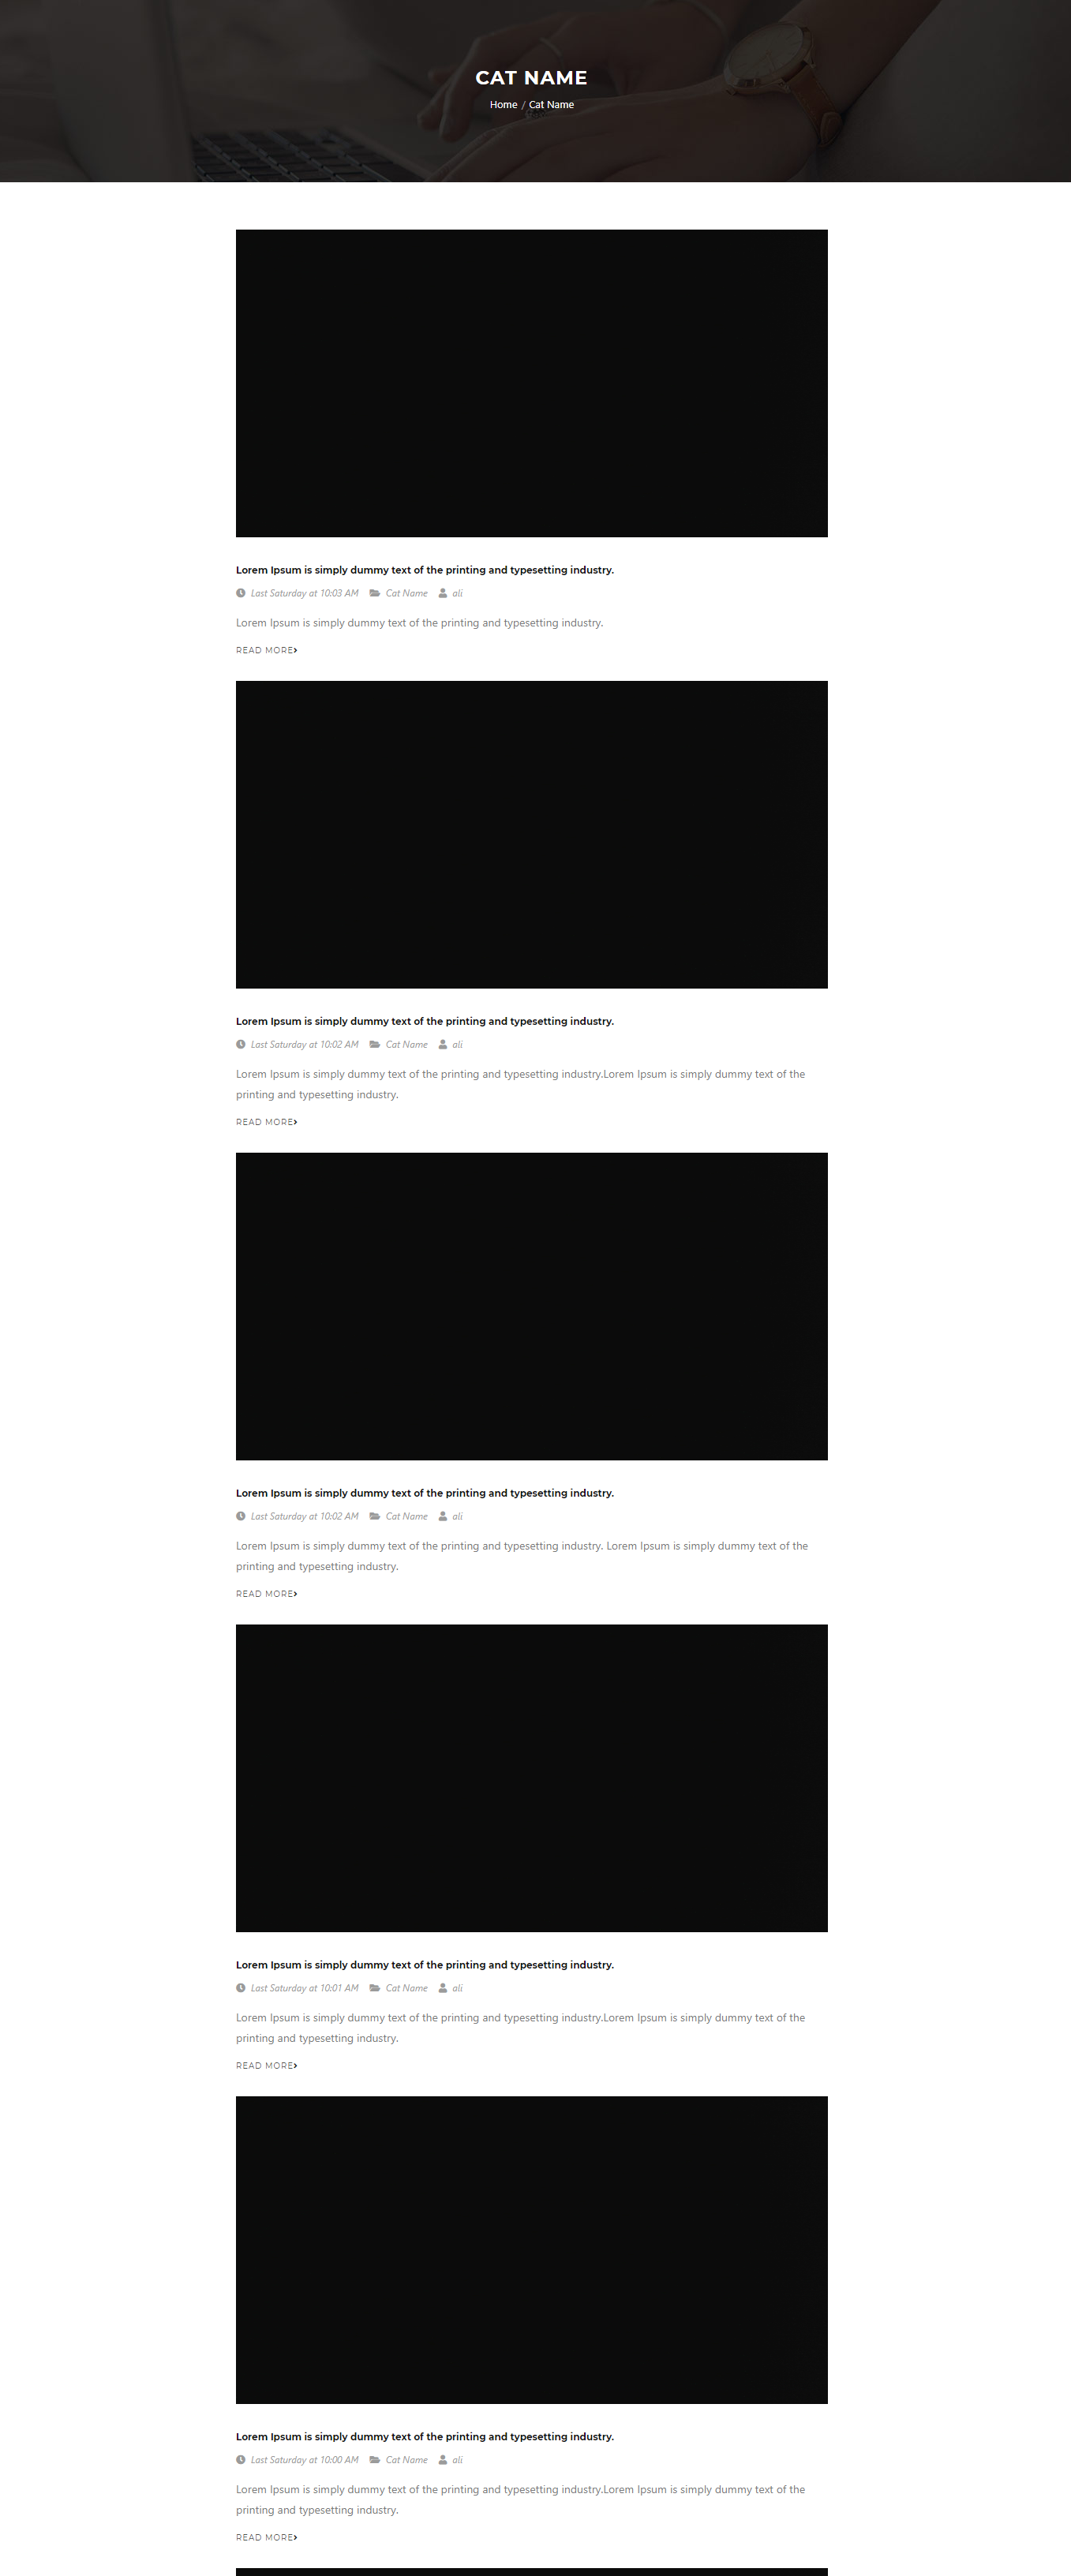 CAT NAME
Home / Cat Name
Lorem Ipsum is simply dummy text of the printing and typesetting industry.
Last Saturday at 10:03 AM Cat Name ali
Lorem Ipsum is simply dummy text of the printing and typesetting industry.
READ MORE
Lorem Ipsum is simply dummy text of the printing and typesetting industry.
Last Saturday at 10:02 AM Cat Name ali
Lorem Ipsum is simply dummy text of the printing and typesetting industry.Lorem Ipsum is simply dummy text of the
printing and typesetting industry.
READ MORE
Lorem Ipsum is simply dummy text of the printing and typesetting industry.
Last Saturday at 10:02 AM Cat Name ali
Lorem Ipsum is simply dummy text of the printing and typesetting industry. Lorem Ipsum is simply dummy text of the
printing and typesetting industry.
READ MORE
Lorem Ipsum is simply dummy text of the printing and typesetting industry.
Last Saturday at 10:01 AM Cat Name ali
Lorem Ipsum is simply dummy text of the printing and typesetting industry.Lorem Ipsum is simply dummy text of the
printing and typesetting industry.
READ MORE
Lorem Ipsum is simply dummy text of the printing and typesetting industry.
Last Saturday at 10:00 AM Cat Name ali
Lorem Ipsum is simply dummy text of the printing and typesetting industry.Lorem Ipsum is simply dummy text of the
printing and typesetting industry.
READ MORE